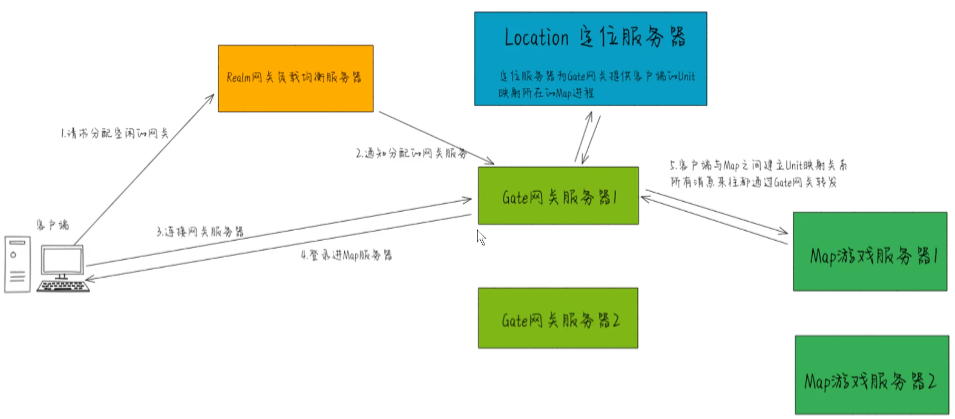 Location 定位服务器
定位服务器为Gate网关提供客户端的Unit
映射所在的Map进程
Realm网关负载均衡服务器
1.请求分配空闲的网关
2.通知分配的网关服务
5.客户端与Map之间建立Unit映射关系
所有消息来往都通过Gate网关转发
Gate网关服务器1
客户端
3.连接网关服务器
4.登录进Map服务器
Map游戏服务器1
Gate网关服务器2
Map游戏服务器2